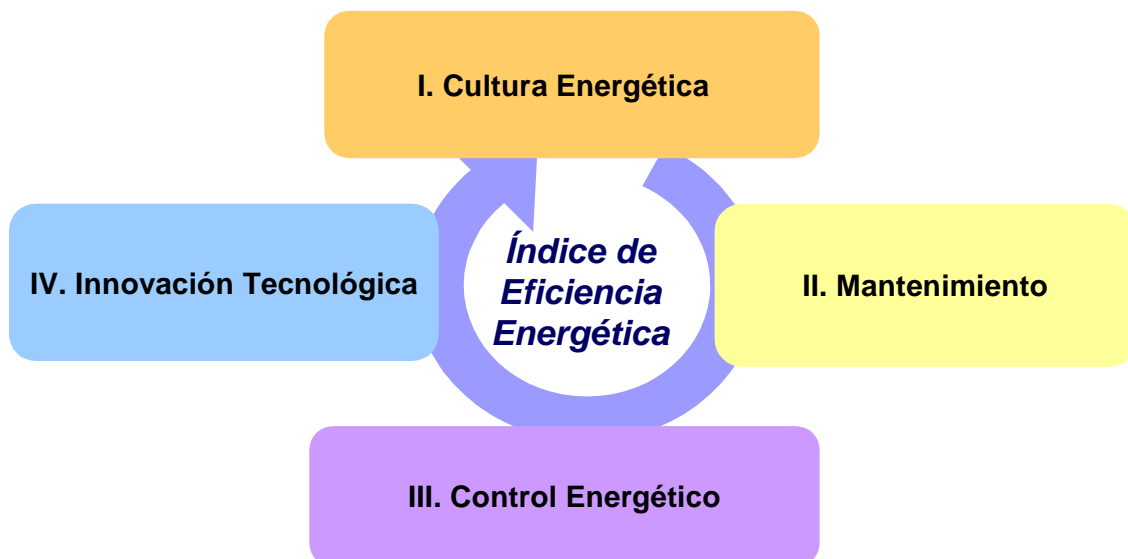 I. Cultura Energética
IV. Innovación Tecnológica
Índice de
Eficiencia
Energética
II. Mantenimiento
III. Control Energético